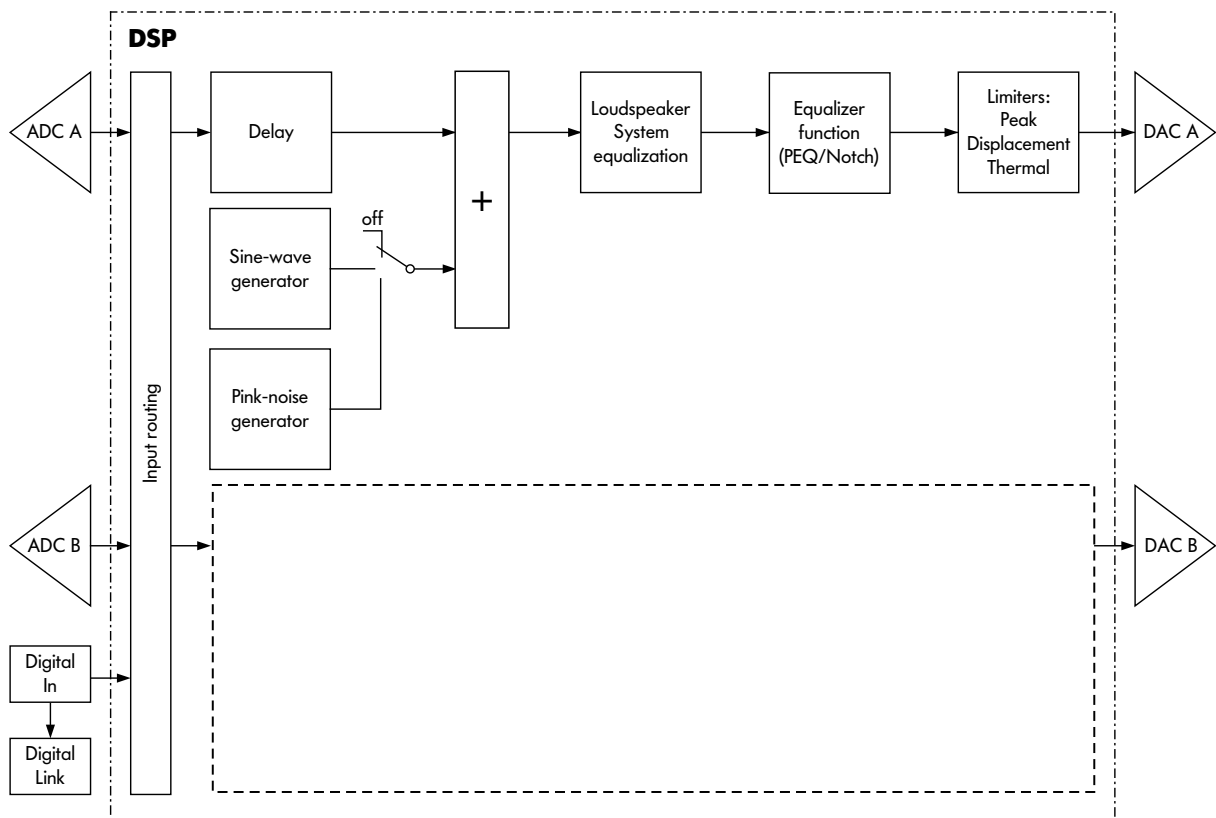 DSP
ADC A
Delay
Loudspeaker
System
equalization
Equalizer
function
(PEQ/Notch)
Limiters:
Peak
Displacement
Thermal
DAC A
+
off
Sine-wave
generator
Pink-noise
generator
Input routing
ADC B
DAC B
Digital
In
Digital
Link